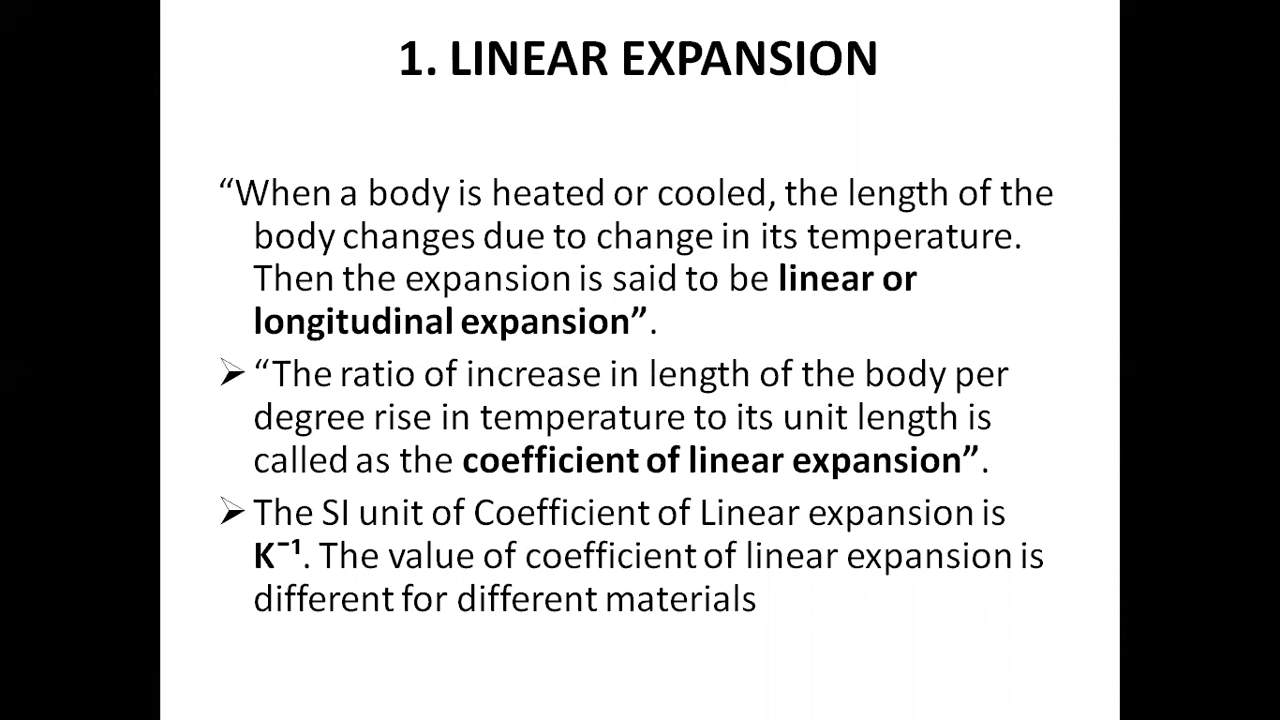 1. LINEAR EXPANSION
“When a body is heated or cooled, the length of the
body changes due to change in its temperature.
Then the expansion is said to be linear or
longitudinal expansion”.
➢ “The ratio of increase in length of the body per
degree rise in temperature to its unit length is
called as the coefficient of linear expansion”.
➢ The SI unit of Coefficient of Linear expansion is
K⁻¹. The value of coefficient of linear expansion is
different for different materials